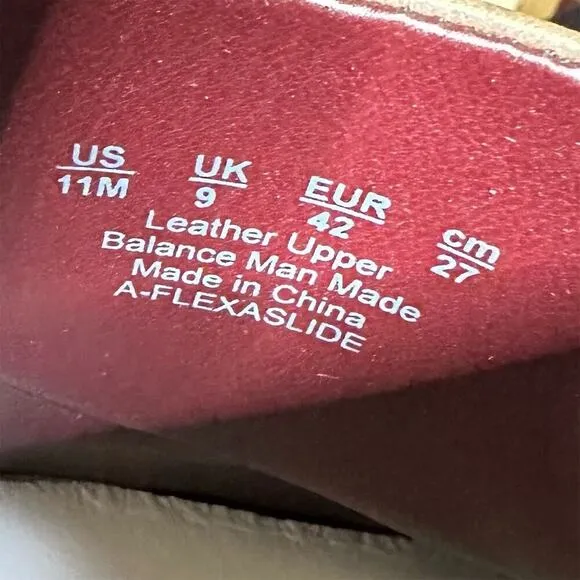 US UK EUR cm
11M 9 42 27
Leather Upper
Balance Man Made
Made in China
A-FLEXASLIDE